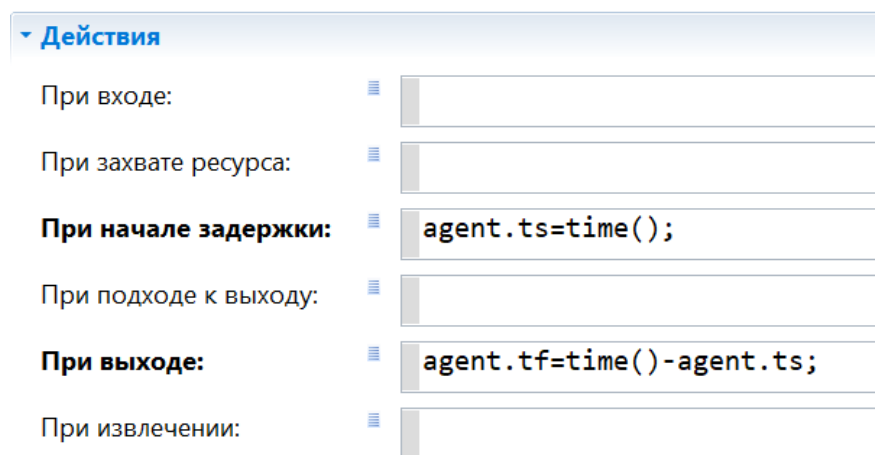 Действия
При входе:
При захвате ресурса:
При начале задержки: agent.ts=time();
При подходе к выходу:
При выходе: agent.tf=time()-agent.ts;
При извлечении: